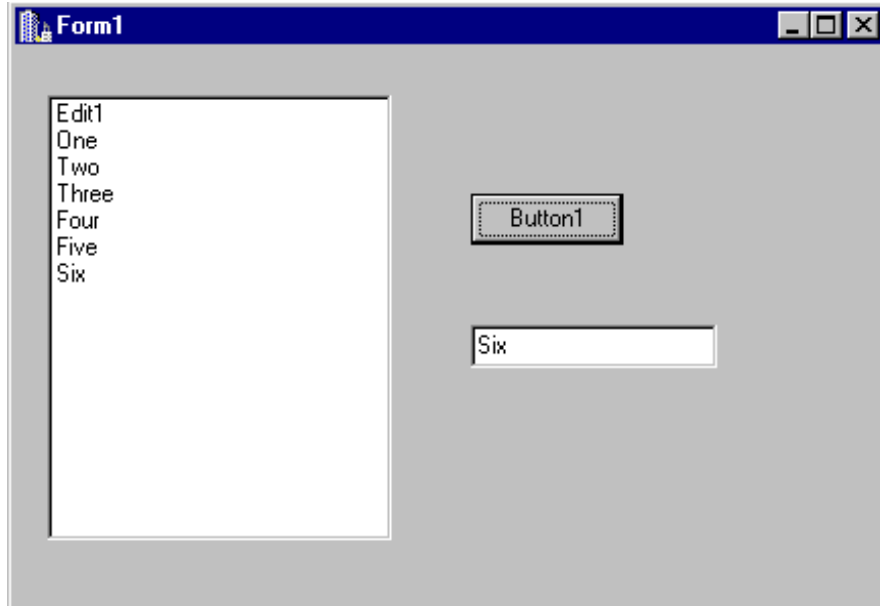 Form1
Edit1
One
Two
Three
Four
Five
Six
Button1
Six